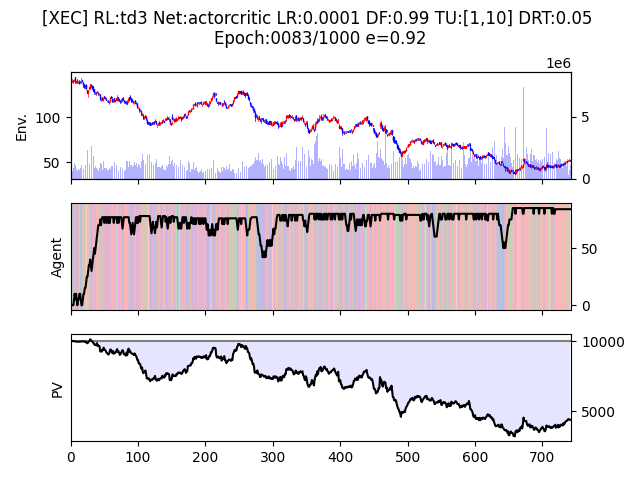 [XEC] RL:td3 Net:actorcritic LR:0.0001 DF:0.99 TU:[1,10] DRT:0.05
Epoch:0083/1000 e=0.92
1e6
Env.
100
50
5
0
Agent
50
0
PV
10000
5000
0 100 200 300 400 500 600 700